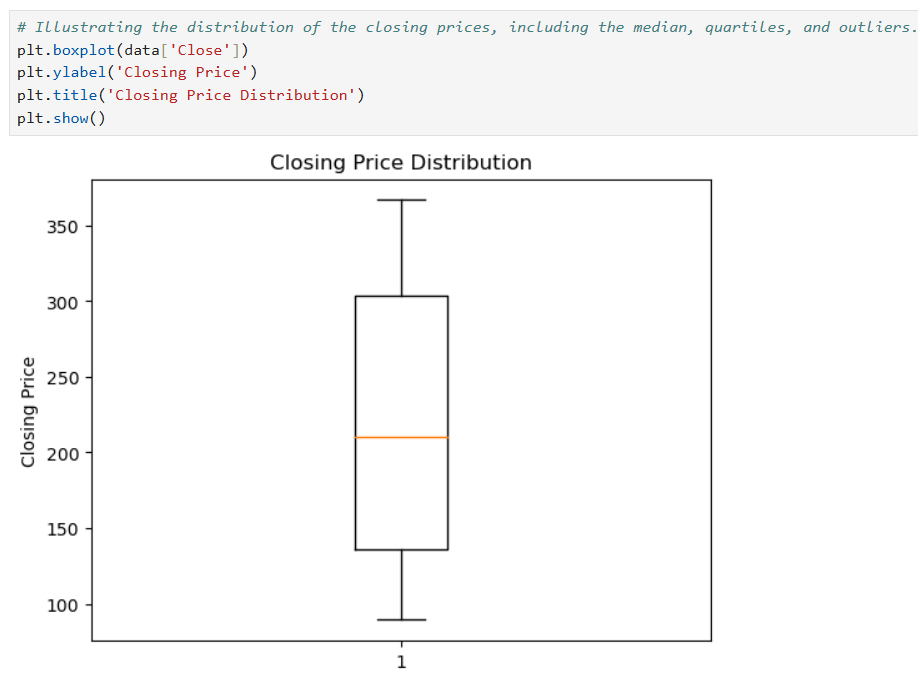 # Illustrating the distribution of the closing prices, including the median, quartiles, and outliers.
plt.boxplot(data['Close'])
plt.ylabel('Closing Price')
plt.title('Closing Price Distribution')
plt.show()
Closing Price Distribution
350
300
250
200
150
100
Closing Price
1